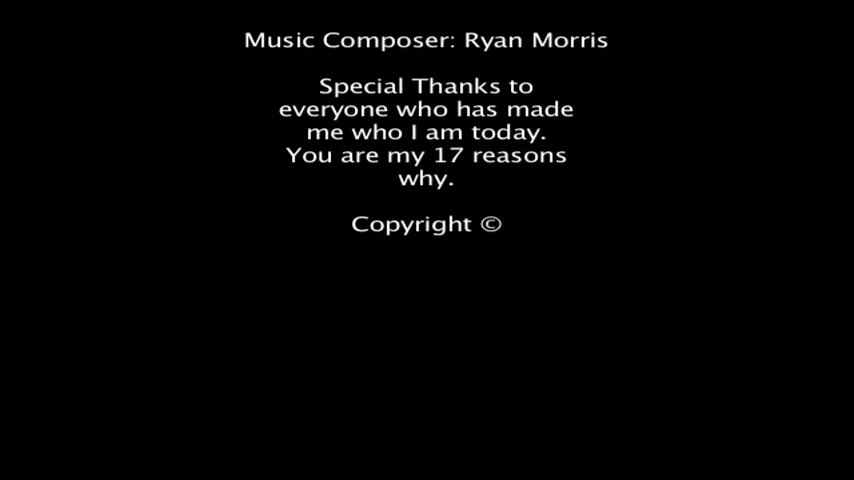 Music Composer: Ryan Morris
Special Thanks to
everyone who has made
me who I am today.
You are my 17 reasons
why.
Copyright ©